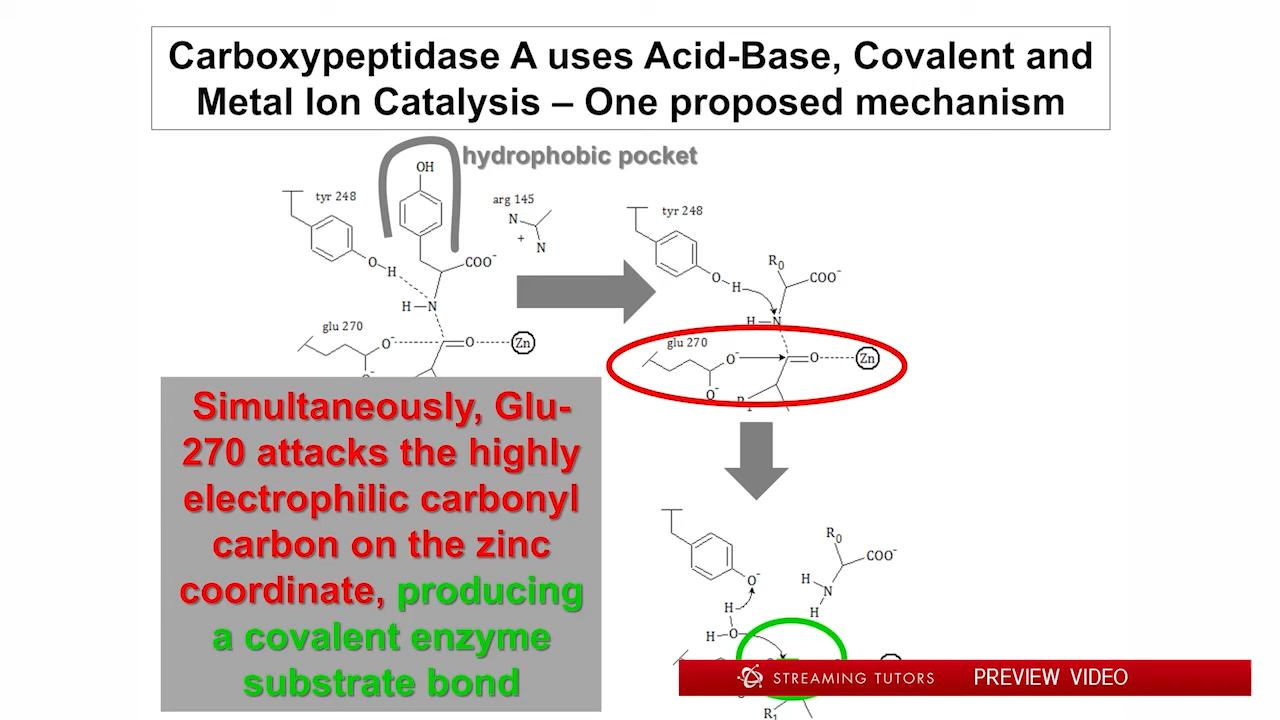 Carboxypeptidase A uses Acid-Base, Covalent and
Metal Ion Catalysis – One proposed mechanism
hydrophobic pocket
OH
tyr 248
arg 145
N
+
N
O
H
COO⁻
H—N
glu 270
O⁻
O
Zn
O⁻
tyr 248
R₀
O
H
COO⁻
H—N
glu 270
O⁻
O
Zn
O⁻
R₁
Simultaneously, Glu-
270 attacks the highly
electrophilic carbonyl
carbon on the zinc
coordinate, producing
a covalent enzyme
substrate bond
R₀
COO⁻
O⁻
H
N
H
H
H—O
R₁
STREAMING TUTORS
PREVIEW VIDEO